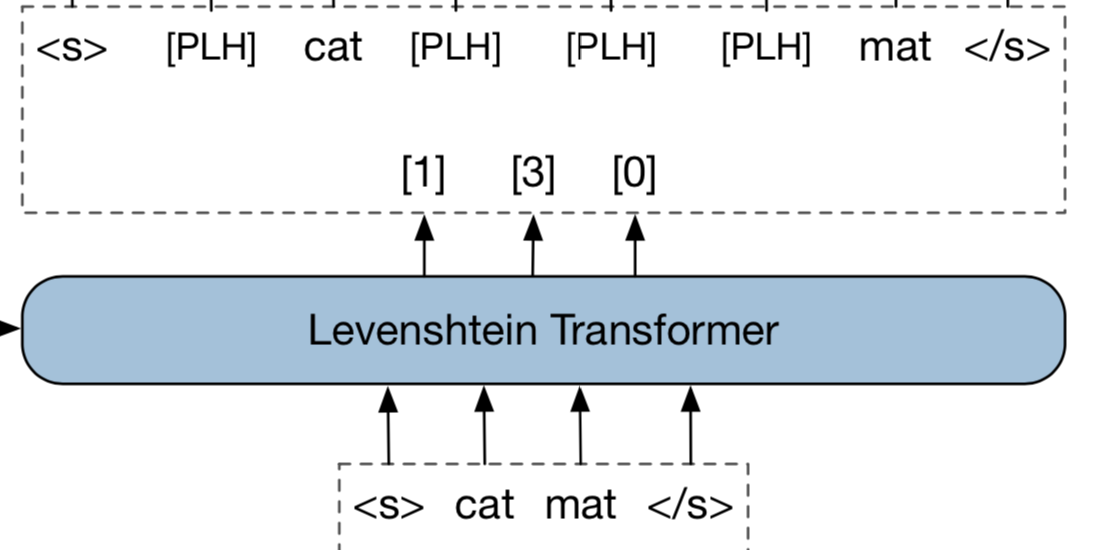 <s> [PLH] cat [PLH] [PLH] [PLH] mat </s>
[1] [3] [0]
Levenshtein Transformer
<s> cat mat </s>